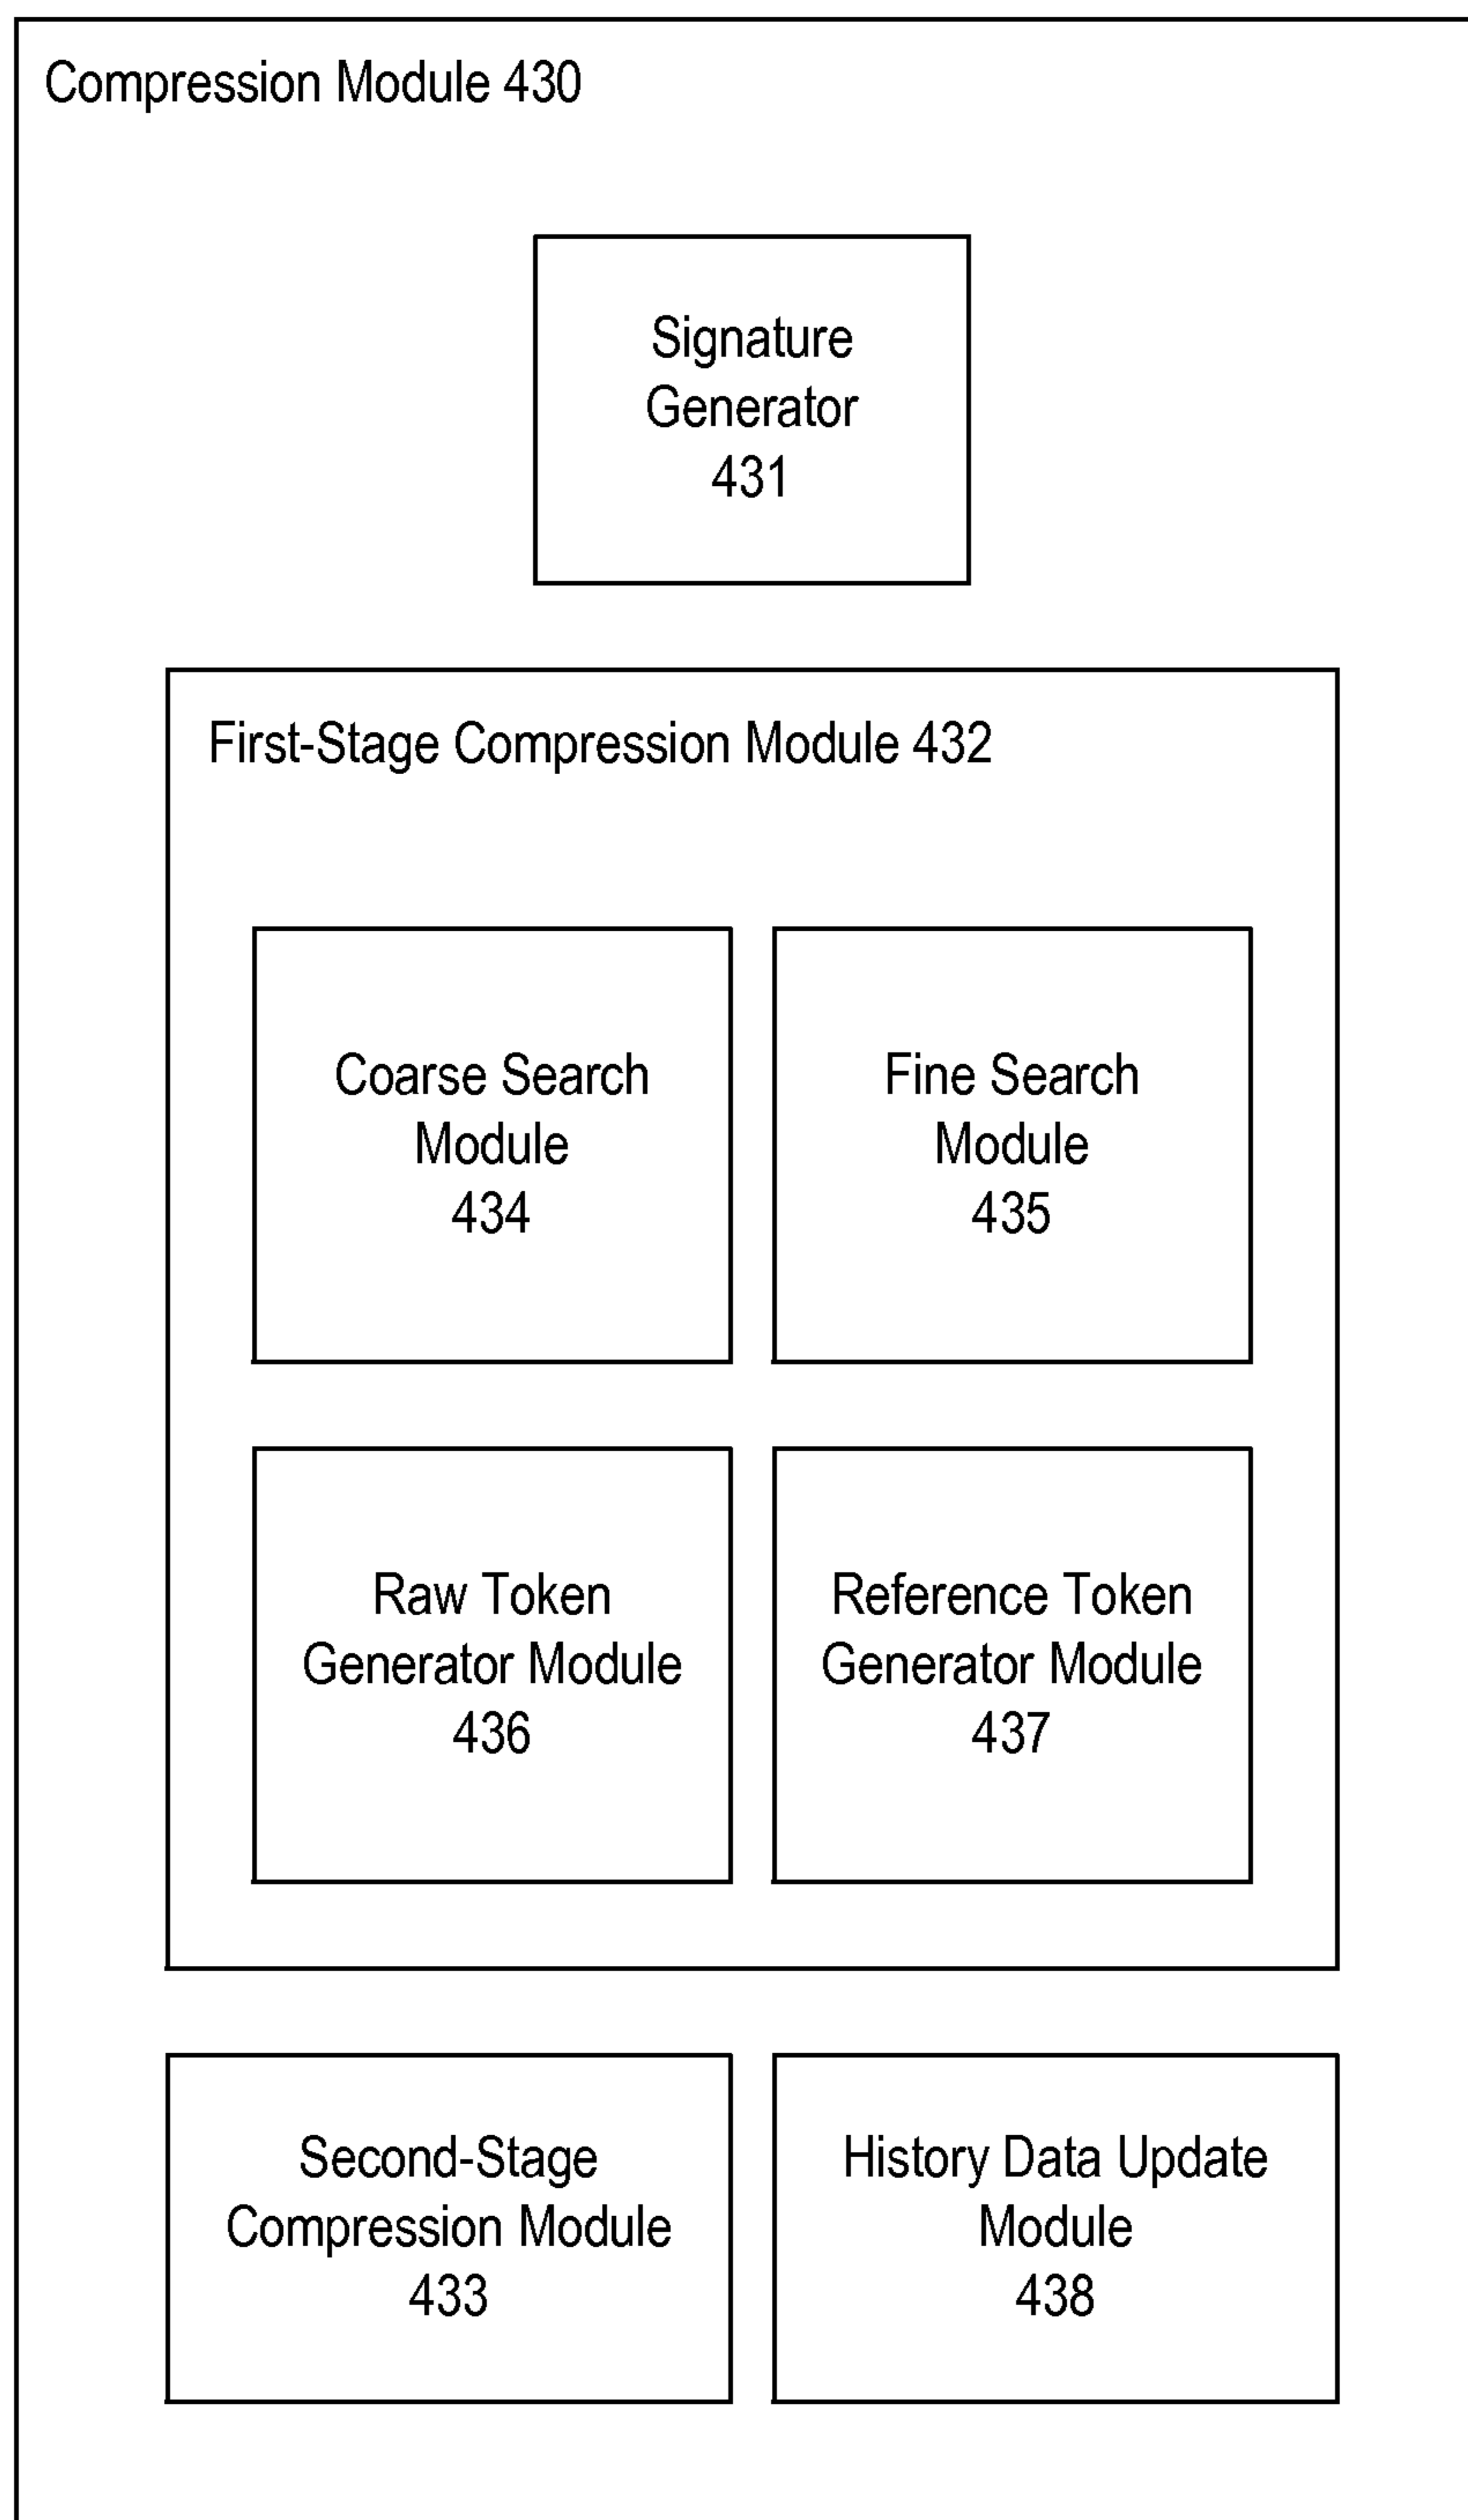 Compression Module 430
Signature
Generator
431
First-Stage Compression Module 432
Coarse Search
Module
434
Fine Search
Module
435
Raw Token
Generator Module
436
Reference Token
Generator Module
437
Second-Stage
Compression Module
433
History Data Update
Module
438